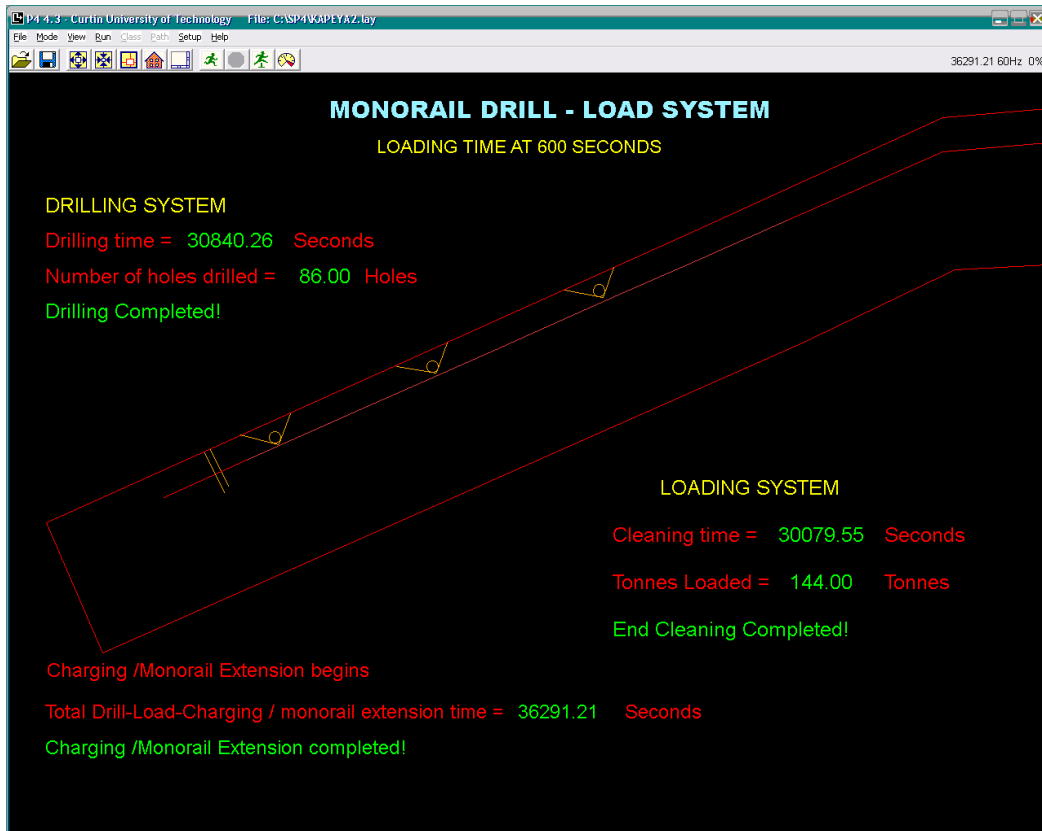 P4 4.3 - Curtin University of Technology File: C:\SP4\KAPEYA2.lay
File Mode View Run Class Path Setup Help
36291.21 60Hz 0%
MONORAIL DRILL - LOAD SYSTEM
LOADING TIME AT 600 SECONDS
DRILLING SYSTEM
Drilling time = 30840.26 Seconds
Number of holes drilled = 86.00 Holes
Drilling Completed!
LOADING SYSTEM
Cleaning time = 30079.55 Seconds
Tonnes Loaded = 144.00 Tonnes
End Cleaning Completed!
Charging /Monorail Extension begins
Total Drill-Load-Charging / monorail extension time = 36291.21 Seconds
Charging /Monorail Extension completed!